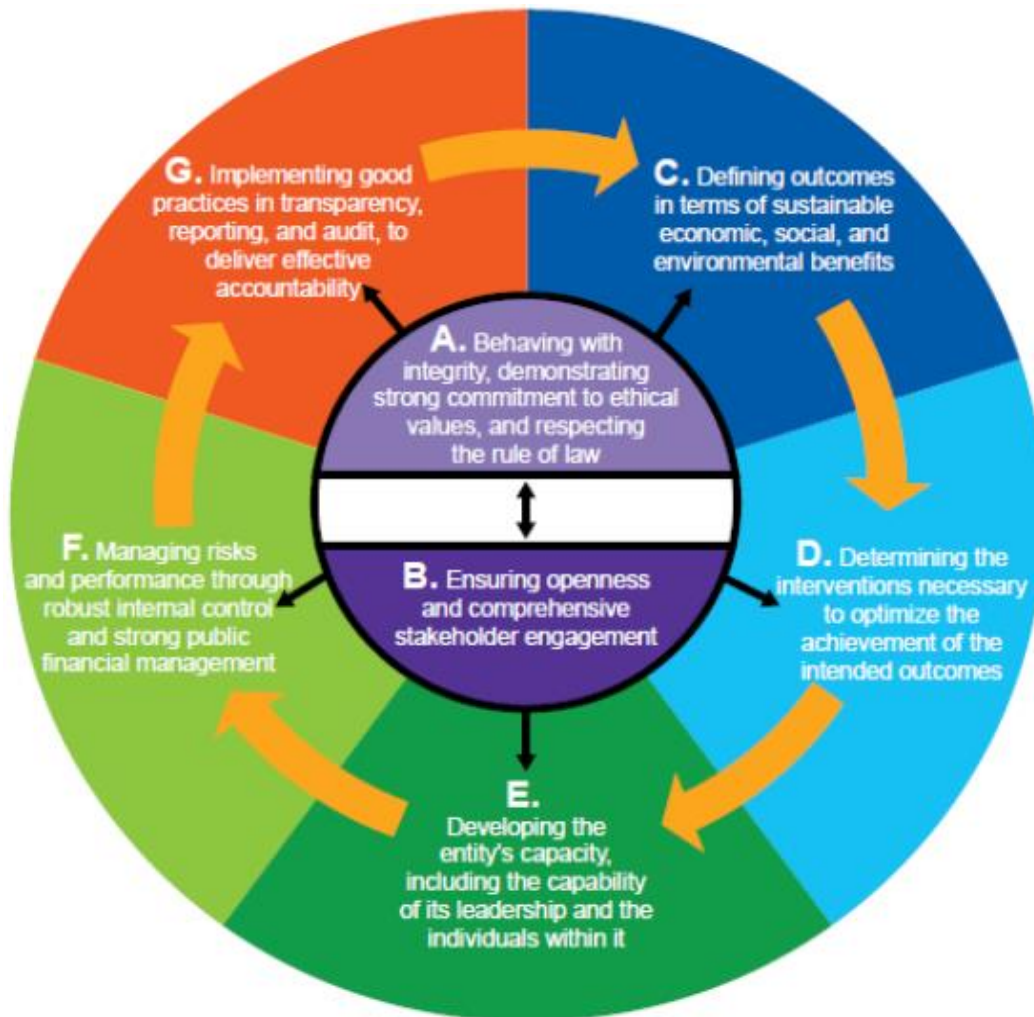 G. Implementing good
practices in transparency,
reporting, and audit, to
deliver effective
accountability
C. Defining outcomes
in terms of sustainable
economic, social, and
environmental benefits
A. Behaving with
integrity, demonstrating
strong commitment to ethical
values, and respecting
the rule of law
F. Managing risks
and performance through
robust internal control
and strong public
financial management
B. Ensuring openness
and comprehensive
stakeholder engagement
D. Determining the
interventions necessary
to optimize the
achievement of the
intended outcomes
E.
Developing the
entity's capacity,
including the capability
of its leadership and the
individuals within it